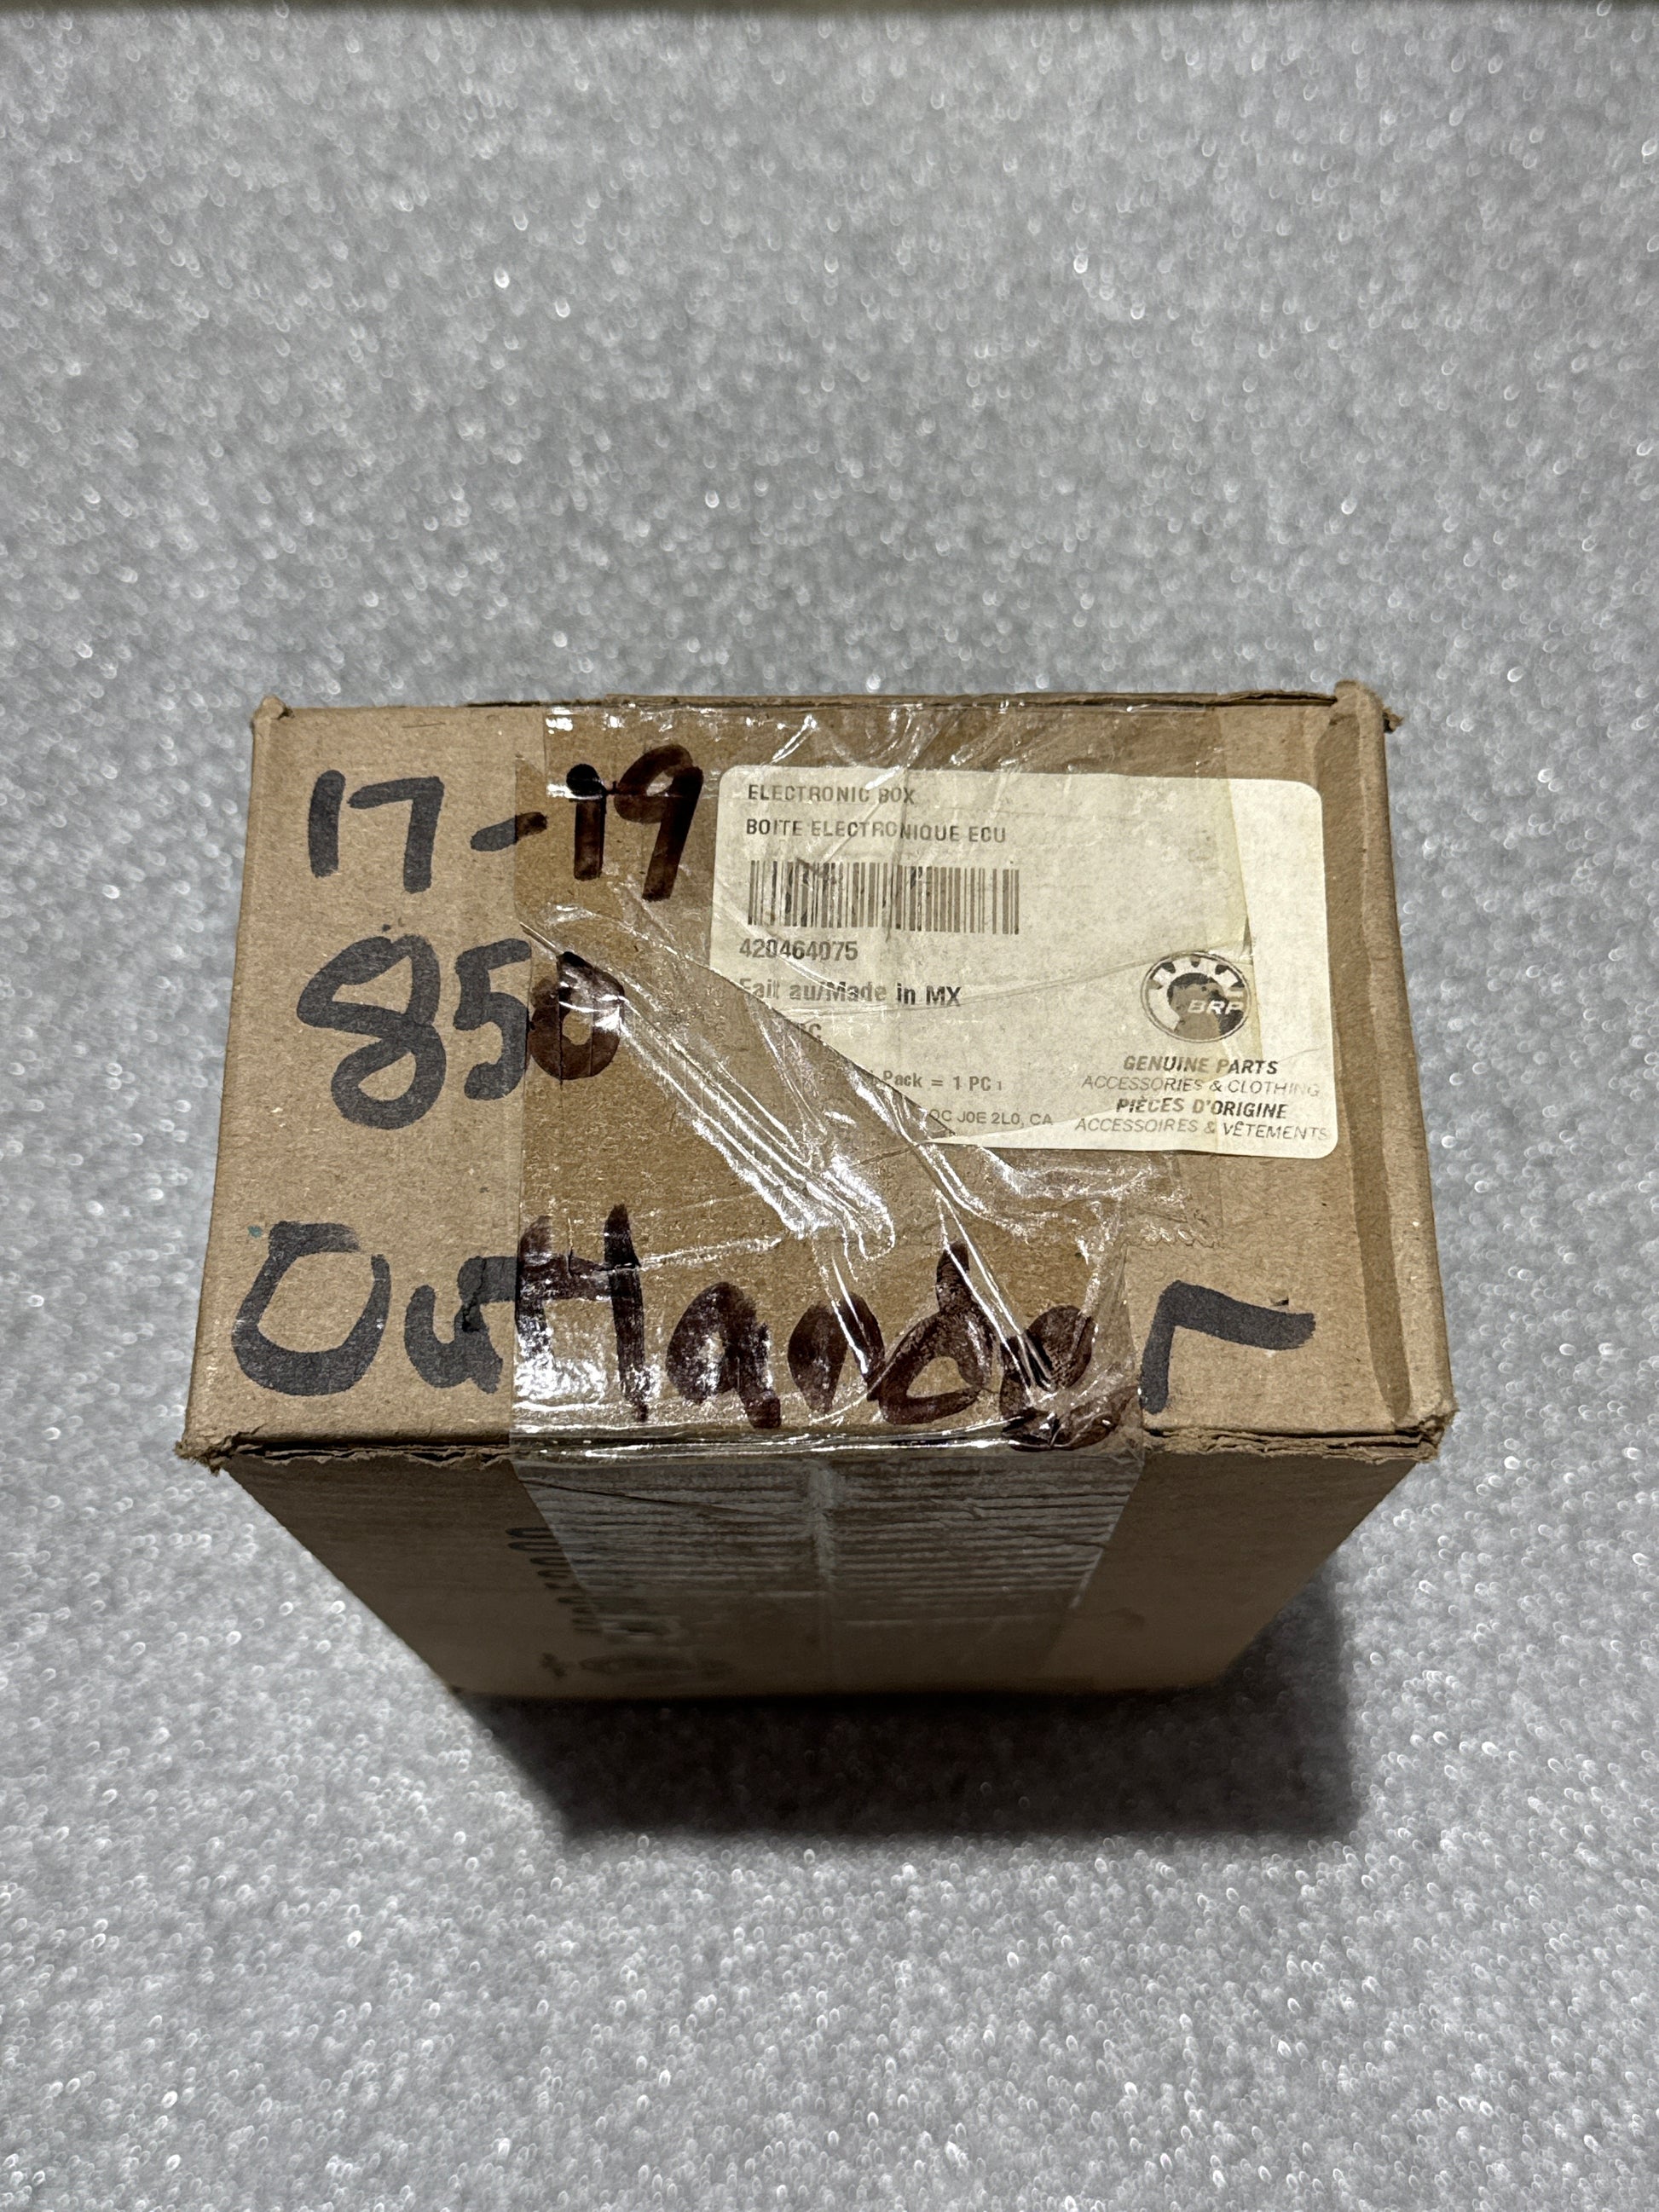 17-19
850
OutLander
ELECTRONIC BOX
BOITE ELECTRONIQUE ECU
420464075
Fait au/Made in MX
Pack = 1 PC
QC J0E 2L0, CA
BRP
GENUINE PARTS
ACCESSORIES & CLOTHING
PIÈCES D'ORIGINE
ACCESSOIRES & VÊTEMENTS